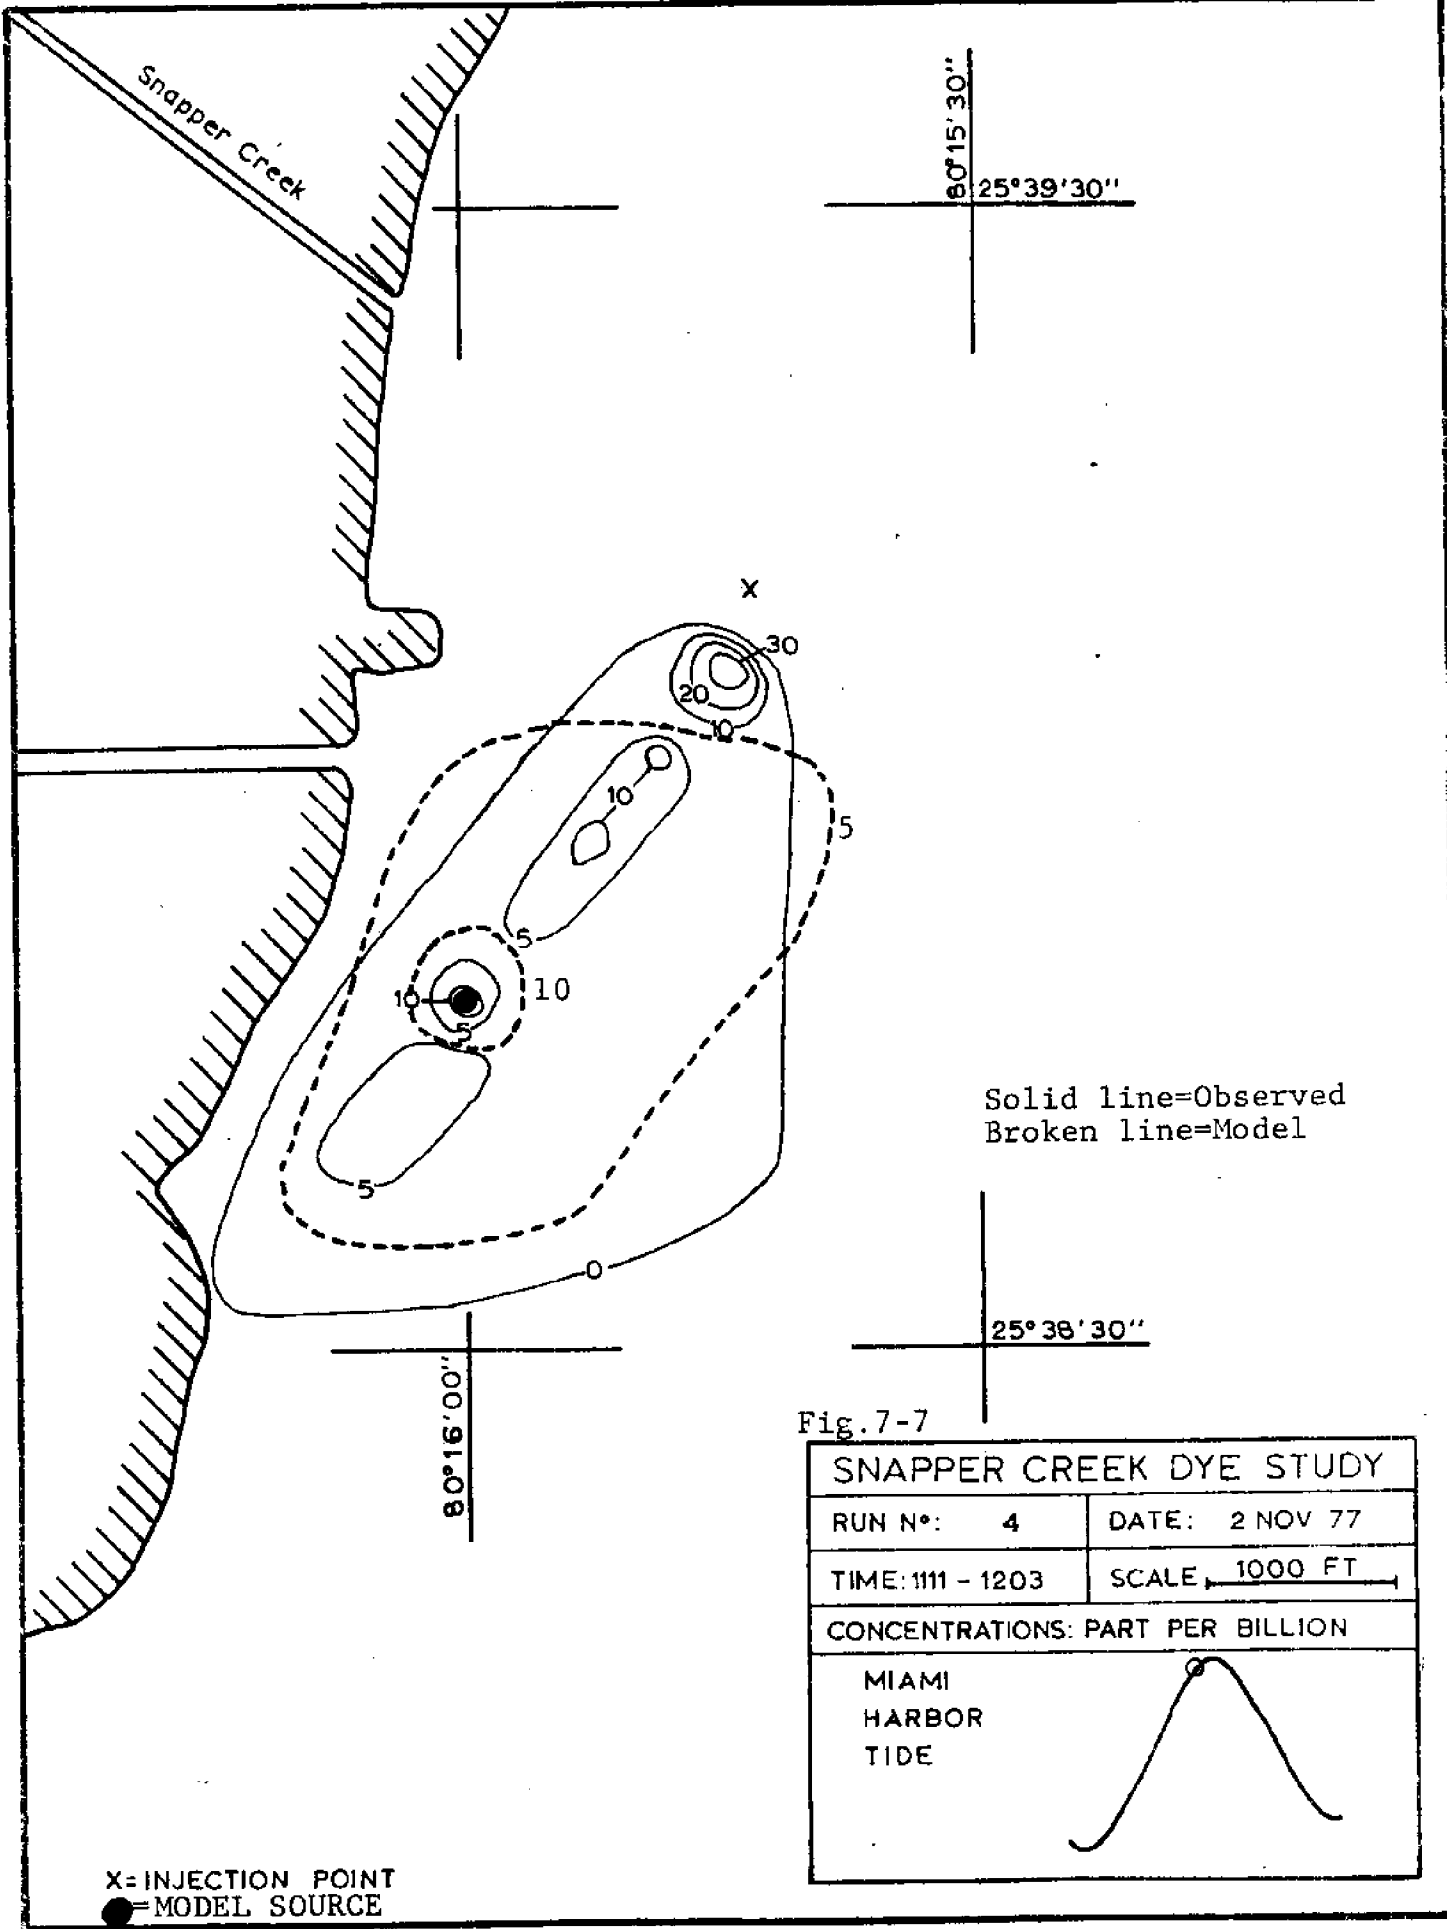 Snapper Creek
80°15'30"
25°39'30"
X
30
20
10
10
5
5
10
10
5
5
0
Solid line=Observed
Broken line=Model
25°38'30"
80°16'00"
Fig.7-7
SNAPPER CREEK DYE STUDY
RUN N°: 4
DATE: 2 NOV 77
TIME: 1111 - 1203
SCALE 1000 FT
CONCENTRATIONS: PART PER BILLION
MIAMI
HARBOR
TIDE
X=INJECTION POINT
=MODEL SOURCE